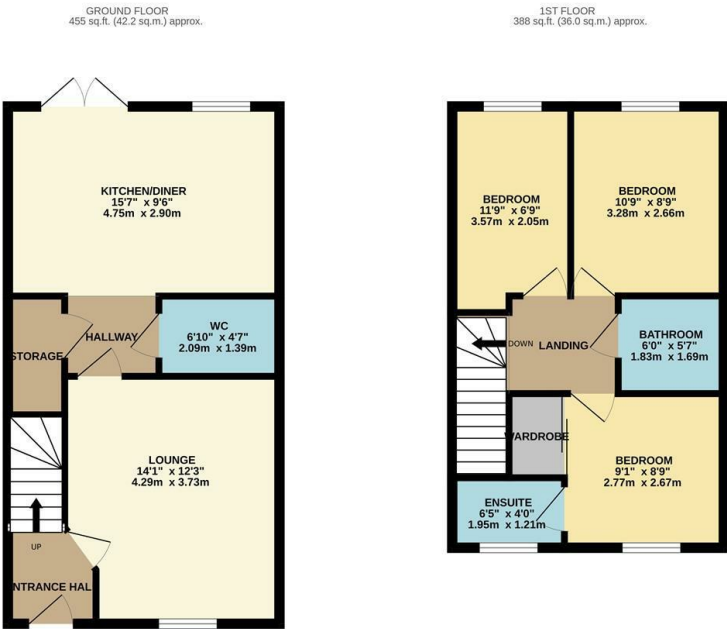 GROUND FLOOR
455 sq.ft. (42.2 sq.m.) approx.
1ST FLOOR
388 sq.ft. (36.0 sq.m.) approx.
KITCHEN/DINER
15'7" x 9'6"
4.75m x 2.90m
STORAGE
HALLWAY
WC
6'10" x 4'7"
2.09m x 1.39m
LOUNGE
14'1" x 12'3"
4.29m x 3.73m
UP
ENTRANCE HALL
BEDROOM
11'9" x 6'9"
3.57m x 2.05m
BEDROOM
10'9" x 8'9"
3.28m x 2.66m
DOWN
LANDING
BATHROOM
6'0" x 5'7"
1.83m x 1.69m
WARDROBE
BEDROOM
9'1" x 8'9"
2.77m x 2.67m
ENSUITE
6'5" x 4'0"
1.95m x 1.21m